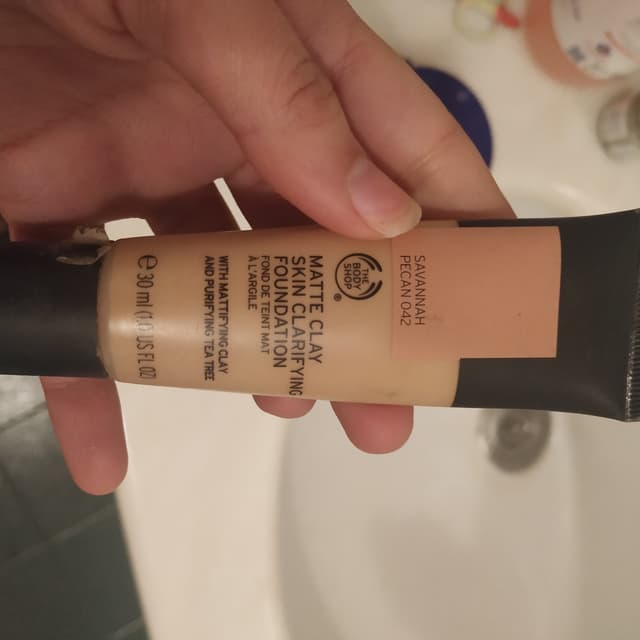 SAVANNAH
PECAN 042
THE
BODY
SHOP
®
MATTE CLAY
SKIN CLARIFYING
FOUNDATION
FOND DE TEINT MAT
À L'ARGILE
WITH MATTIFYING CLAY
AND PURIFYING TEA TREE
℮ 30 ml (1.0 US FL OZ)